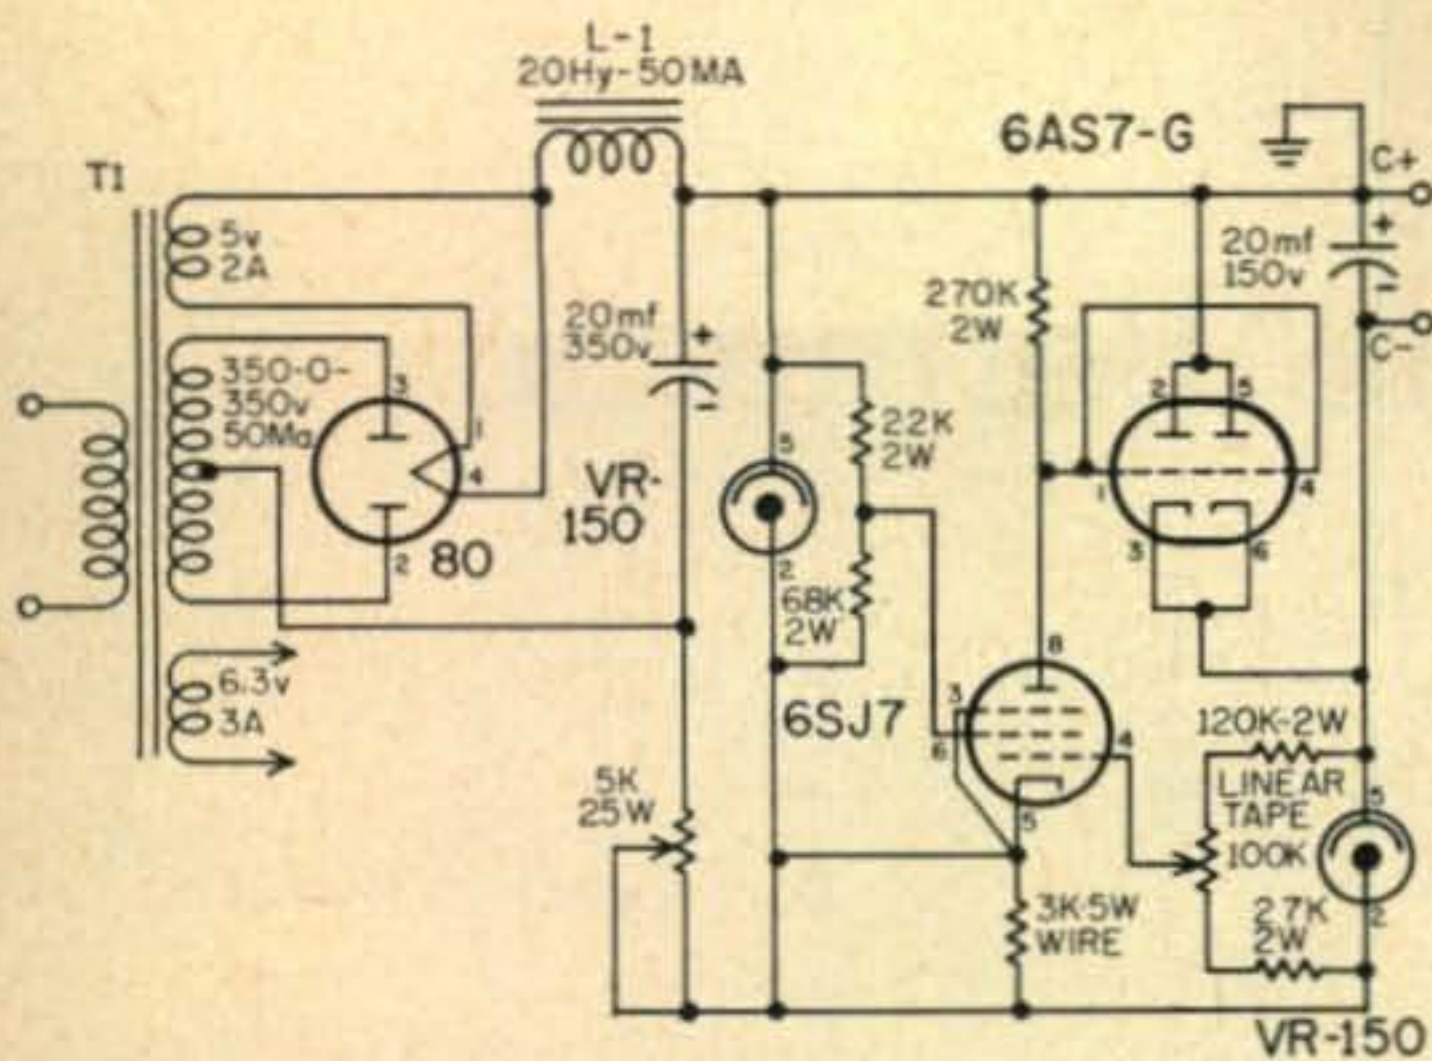 L-1
20Hy-50MA
6AS7-G
T1
C+
5v
2A
20mf
350v
+
-
270K
2W
20mf
150v
+
-
C-
350-0-
350v
50Ma
3
1
4
2
80
VR-
150
5
2
22K
2W
68K
2W
2
5
1
4
3
6
6.3v
3A
6SJ7
8
3
6
4
5
120K-2W
LINEAR
TAPE
100K
5K
25W
3K-5W
WIRE
27K
2W
5
2
VR-150